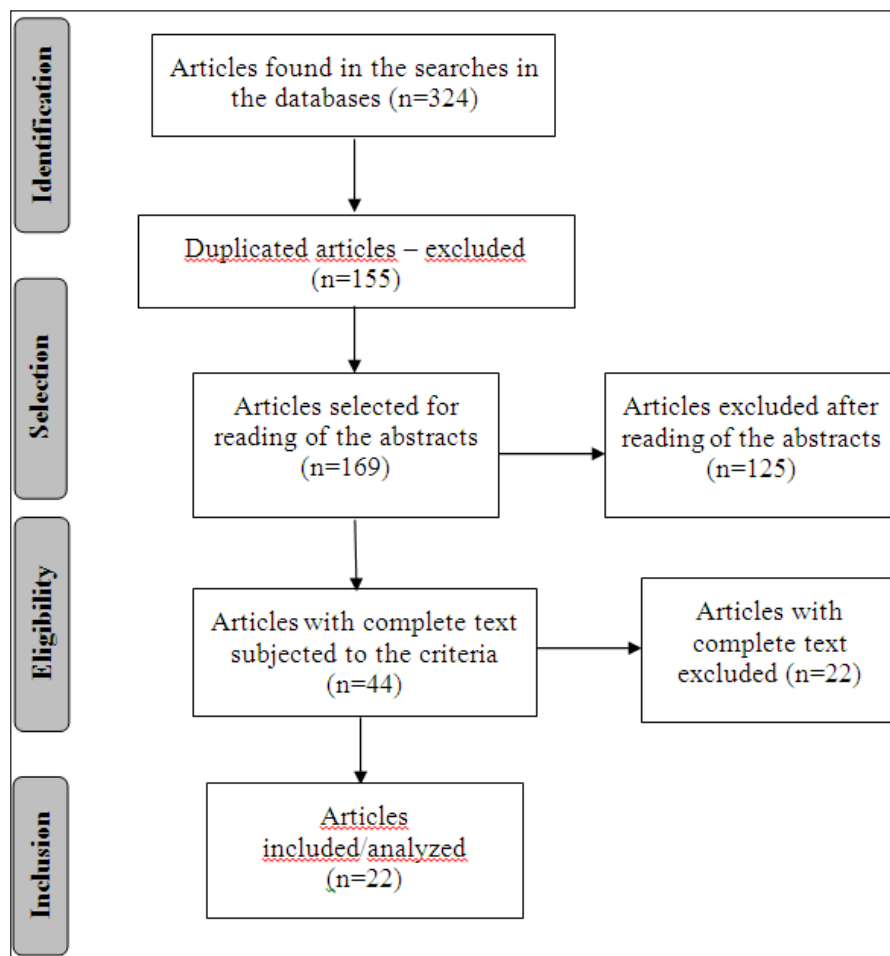 Identification
Articles found in the searches in
the databases (n=324)
Duplicated articles – excluded
(n=155)
Selection
Articles selected for
reading of the abstracts
(n=169)
Articles excluded after
reading of the abstracts
(n=125)
Eligibility
Articles with complete text
subjected to the criteria
(n=44)
Articles with
complete text
excluded (n=22)
Inclusion
Articles
included/analyzed
(n=22)